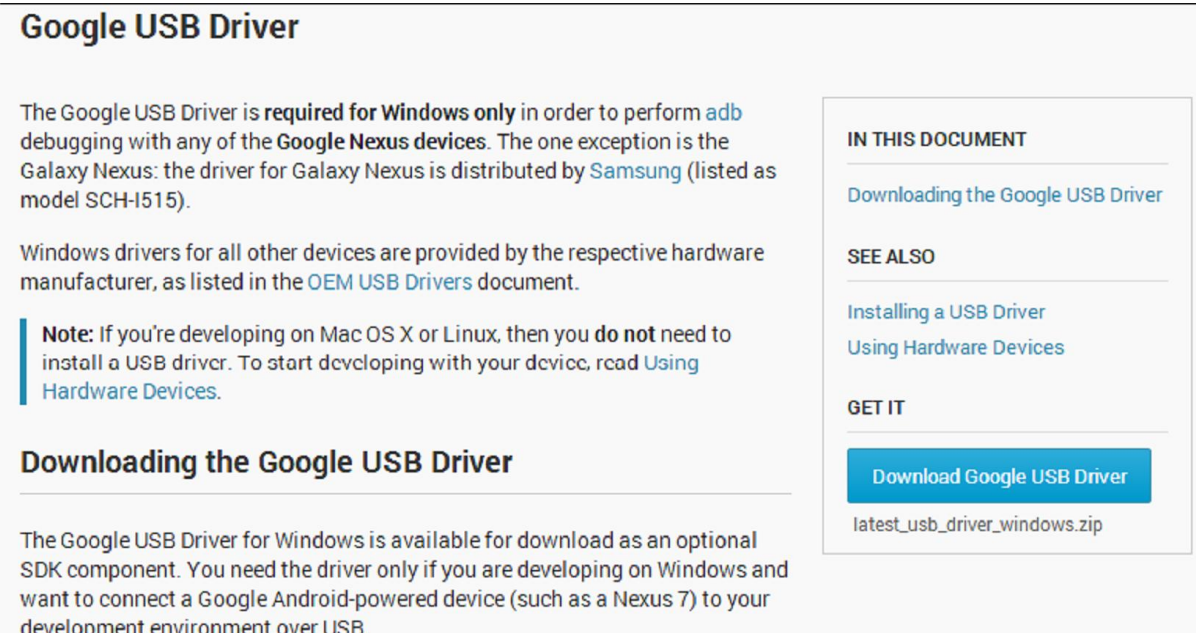 Google USB Driver
The Google USB Driver is required for Windows only in order to perform adb
debugging with any of the Google Nexus devices. The one exception is the
Galaxy Nexus: the driver for Galaxy Nexus is distributed by Samsung (listed as
model SCH-I515).
Windows drivers for all other devices are provided by the respective hardware
manufacturer, as listed in the OEM USB Drivers document.
Note: If you're developing on Mac OS X or Linux, then you do not need to
install a USB driver. To start developing with your device, read Using
Hardware Devices.
Downloading the Google USB Driver
The Google USB Driver for Windows is available for download as an optional
SDK component. You need the driver only if you are developing on Windows and
want to connect a Google Android-powered device (such as a Nexus 7) to your
development environment over USB.
IN THIS DOCUMENT
Downloading the Google USB Driver
SEE ALSO
Installing a USB Driver
Using Hardware Devices
GET IT
Download Google USB Driver
latest_usb_driver_windows.zip